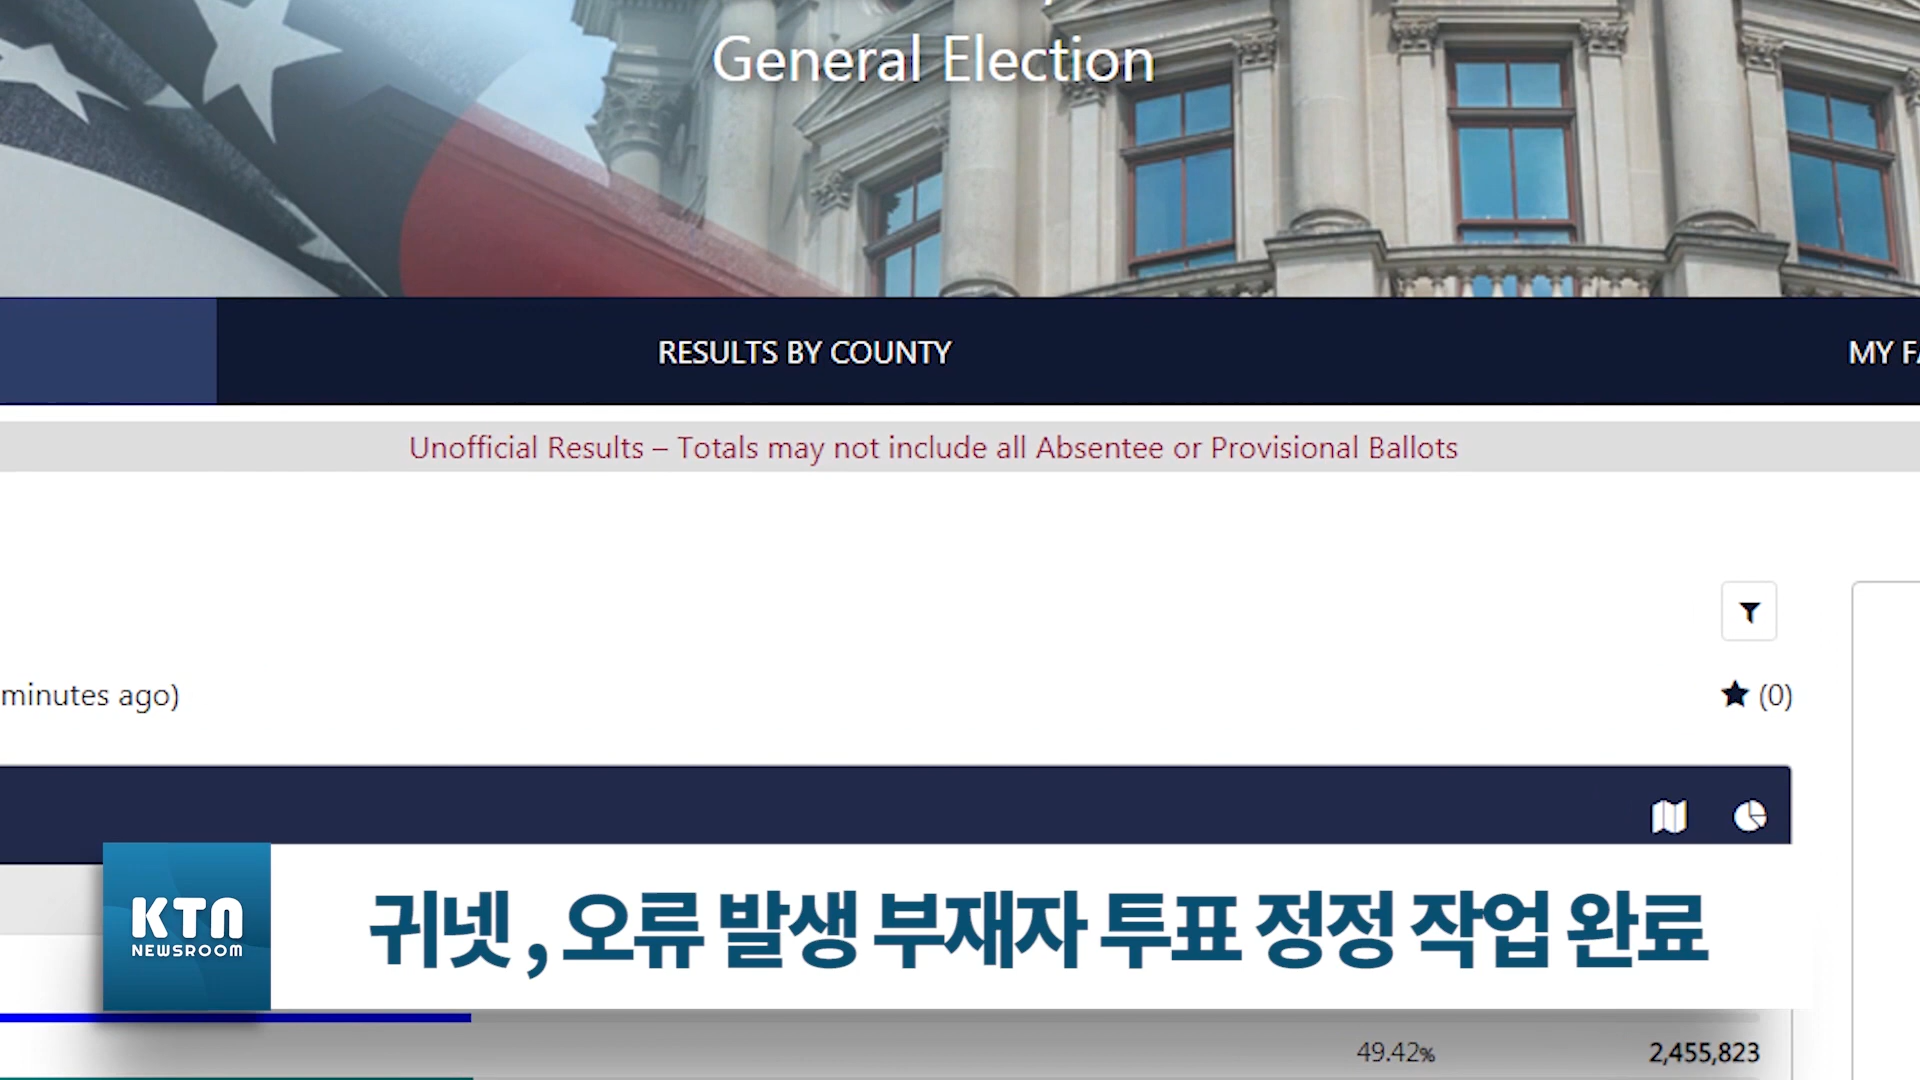 General Election
RESULTS BY COUNTY
MY FA
Unofficial Results – Totals may not include all Absentee or Provisional Ballots
minutes ago)
(0)
KTN
NEWSROOM
귀넷, 오류 발생 부재자 투표 정정 작업 완료
49.42%
2,455,823